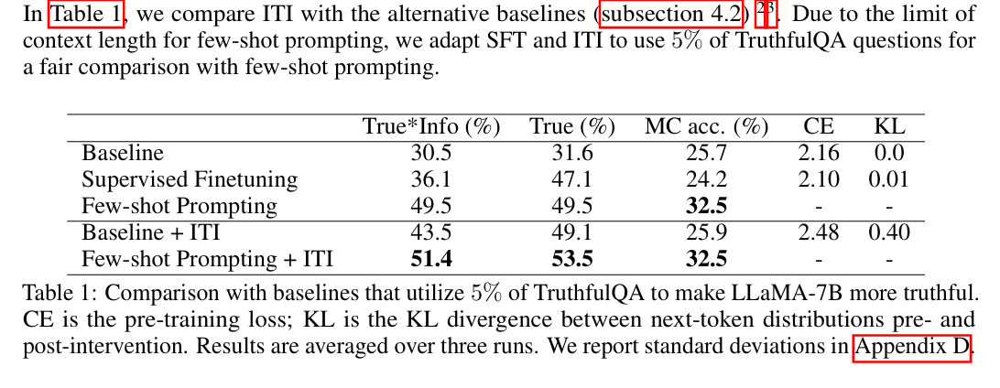 In Table 1, we compare ITI with the alternative baselines (subsection 4.2) 23. Due to the limit of
context length for few-shot prompting, we adapt SFT and ITI to use 5% of TruthfulQA questions for
a fair comparison with few-shot prompting.
True*Info (%) True (%) MC acc. (%) CE KL
Baseline 30.5 31.6 25.7 2.16 0.0
Supervised Finetuning 36.1 47.1 24.2 2.10 0.01
Few-shot Prompting 49.5 49.5 32.5 - -
Baseline + ITI 43.5 49.1 25.9 2.48 0.40
Few-shot Prompting + ITI 51.4 53.5 32.5 - -
Table 1: Comparison with baselines that utilize 5% of TruthfulQA to make LLaMA-7B more truthful.
CE is the pre-training loss; KL is the KL divergence between next-token distributions pre- and
post-intervention. Results are averaged over three runs. We report standard deviations in Appendix D.